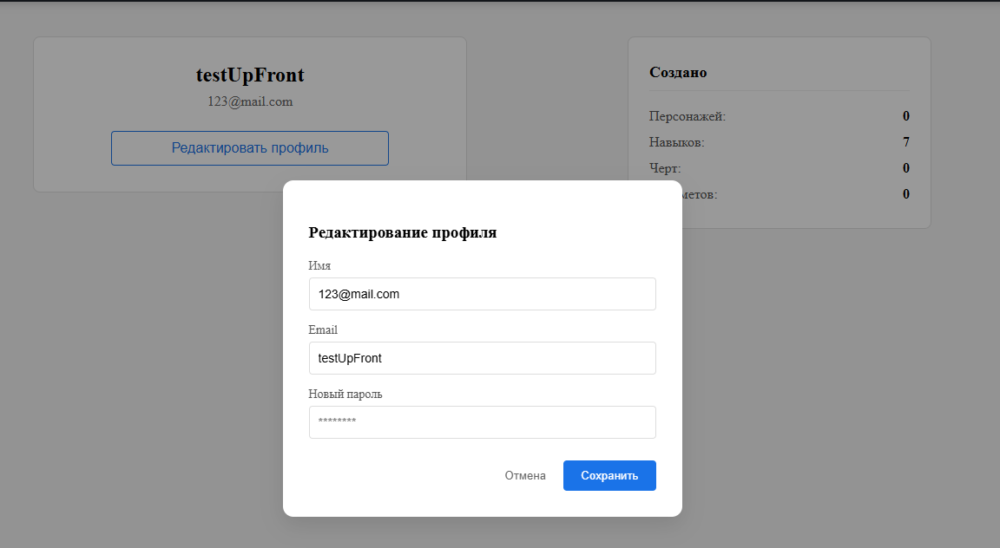 testUpFront
123@mail.com
Редактировать профиль
Создано
Персонажей: 0
Навыков: 7
Черт: 0
метов: 0
Редактирование профиля
Имя
123@mail.com
Email
testUpFront
Новый пароль
********
Отмена Сохранить